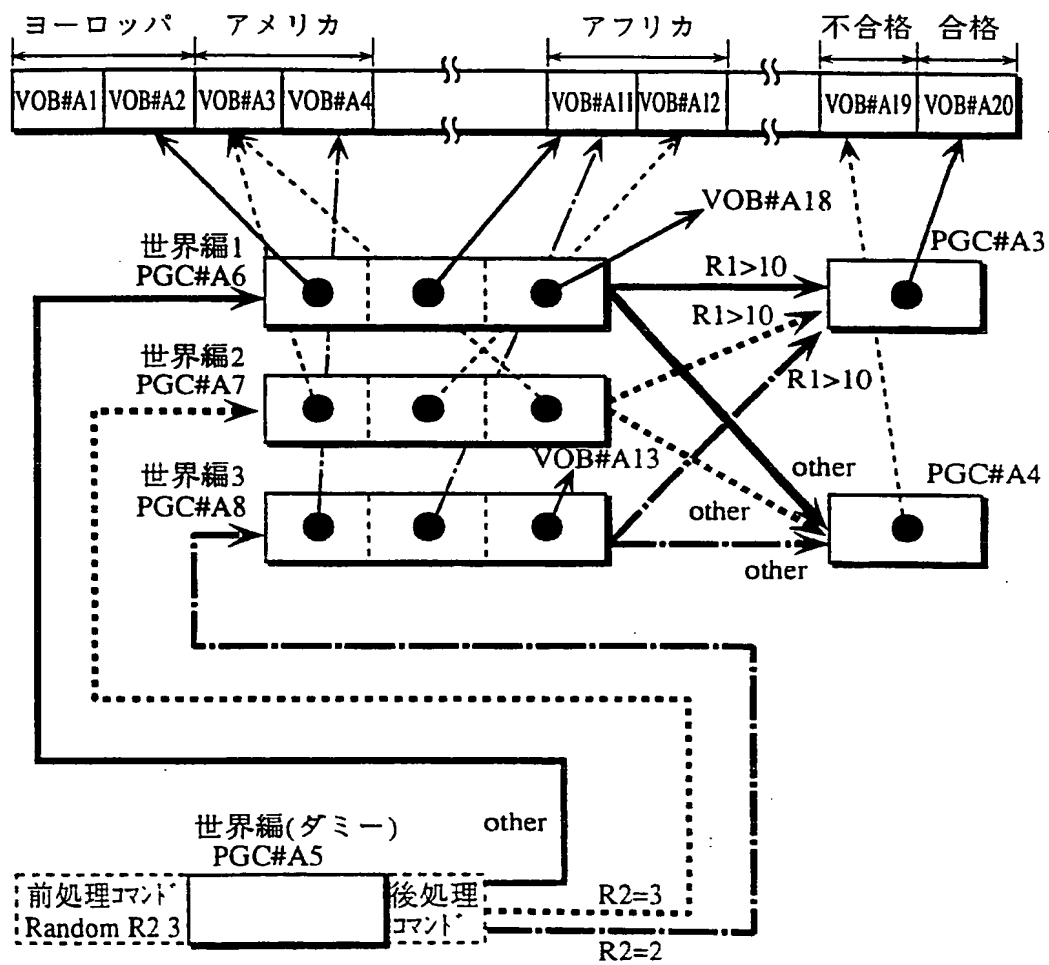 ヨーロッパ アメリカ アフリカ 不合格 合格
VOB#A1 VOB#A2 VOB#A3 VOB#A4 VOB#A11 VOB#A12 VOB#A19 VOB#A20
VOB#A18
世界編1
PGC#A6
R1>10
PGC#A3
R1>10
世界編2
PGC#A7
R1>10
世界編3
PGC#A8
VOB#A13
other
PGC#A4
other
other
世界編(ダミー)
PGC#A5
other
前処理コマンド
Random R2 3
後処理
コマンド
R2=3
R2=2